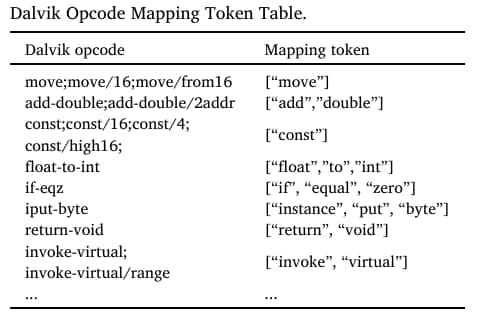 Dalvik Opcode Mapping Token Table.
Dalvik opcode Mapping token
move;move/16;move/from16 [“move”]
add-double;add-double/2addr [“add”,”double”]
const;const/16;const/4; [“const”]
const/high16;
float-to-int [“float”,”to”,”int”]
if-eqz [“if”, “equal”, “zero”]
iput-byte [“instance”, “put”, “byte”]
return-void [“return”, “void”]
invoke-virtual; [“invoke”, “virtual”]
invoke-virtual/range
... ...